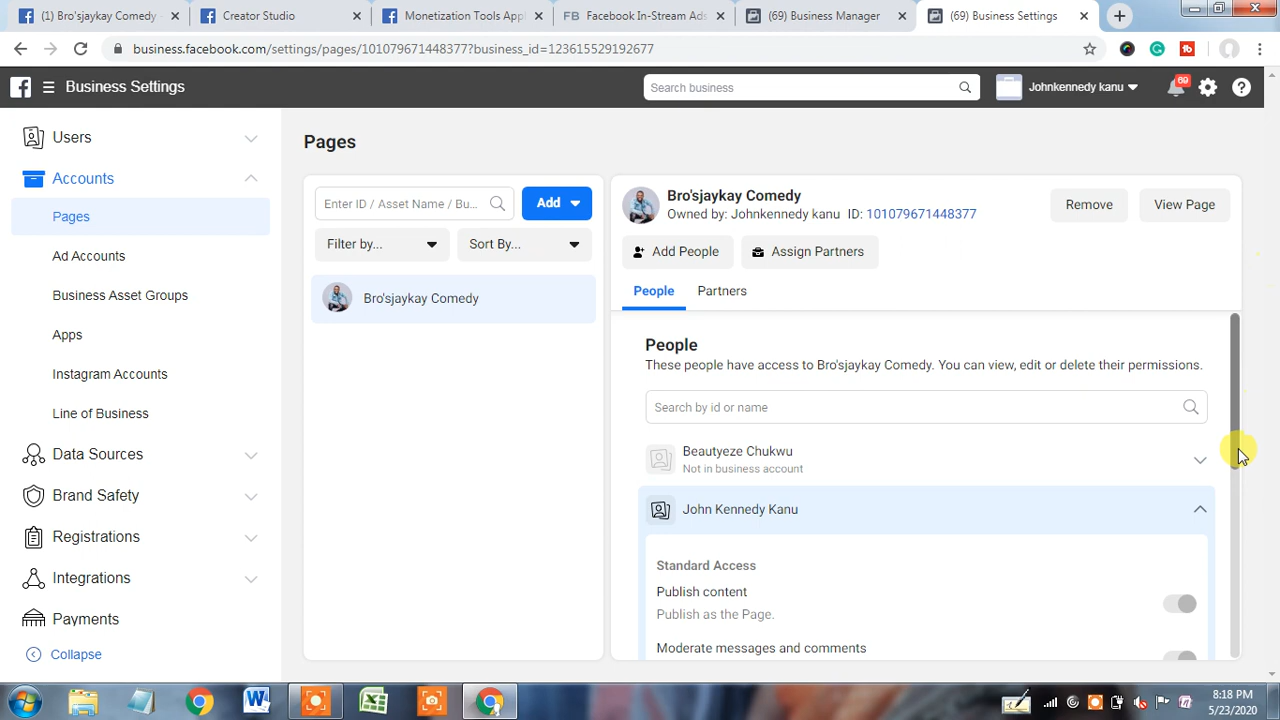 (1) Bro'sjaykay Comedy -
Creator Studio
Monetization Tools Appl
FB Facebook In-Stream Ads
(69) Business Manager
(69) Business Settings
business.facebook.com/settings/pages/101079671448377?business_id=123615529192677
Business Settings
Search business
Johnkennedy kanu
69
Users
Accounts
Pages
Ad Accounts
Business Asset Groups
Apps
Instagram Accounts
Line of Business
Data Sources
Brand Safety
Registrations
Integrations
Payments
Collapse
Pages
Enter ID / Asset Name / Bu...
Add
Filter by...
Sort By...
Bro'sjaykay Comedy
Bro'sjaykay Comedy
Owned by: Johnkennedy kanu ID: 101079671448377
Remove
View Page
Add People
Assign Partners
People
Partners
People
These people have access to Bro'sjaykay Comedy. You can view, edit or delete their permissions.
Search by id or name
Beautyeze Chukwu
Not in business account
John Kennedy Kanu
Standard Access
Publish content
Publish as the Page.
Moderate messages and comments
8:18 PM
5/23/2020